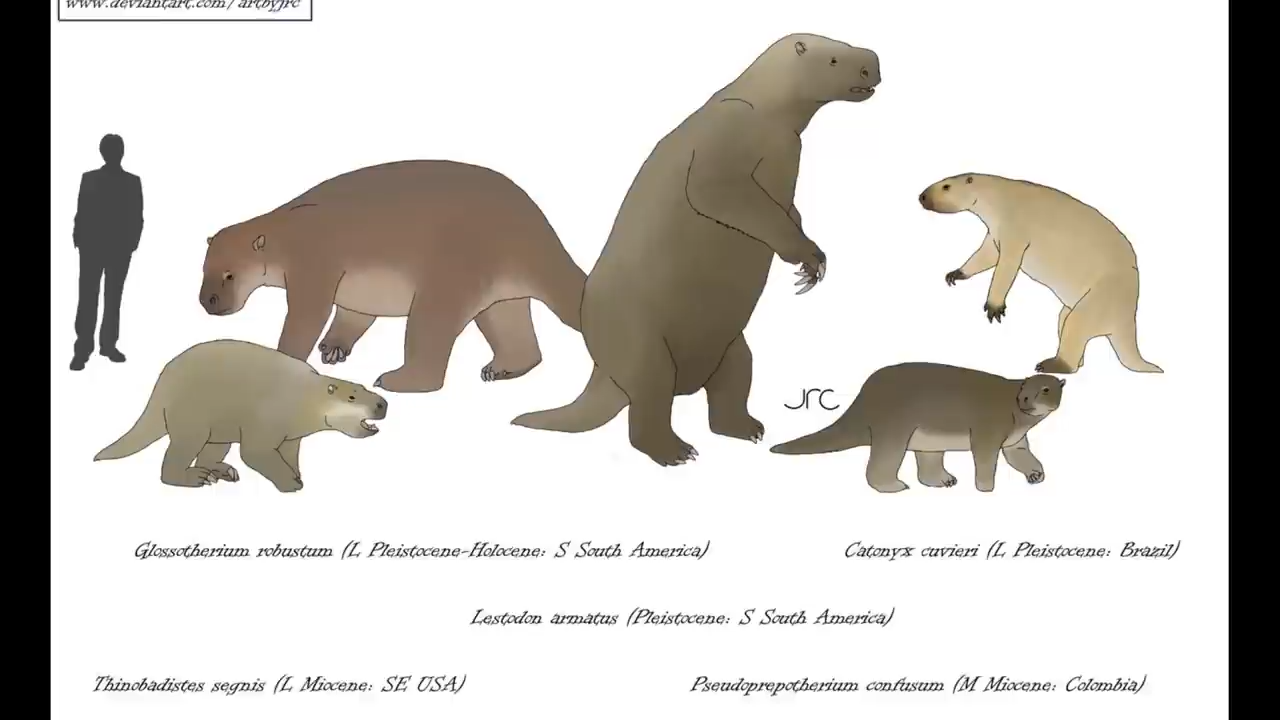 www.deviantart.com/artbyjrc
JrC
Glossotherium robustum (L Pleistocene-Holocene: S South America)
Catonyx cuvieri (L Pleistocene: Brazil)
Lestodon armatus (Pleistocene: S South America)
Thinobadistes segnis (L Miocene: SE USA)
Pseudoprepotherium confusum (M Miocene: Colombia)